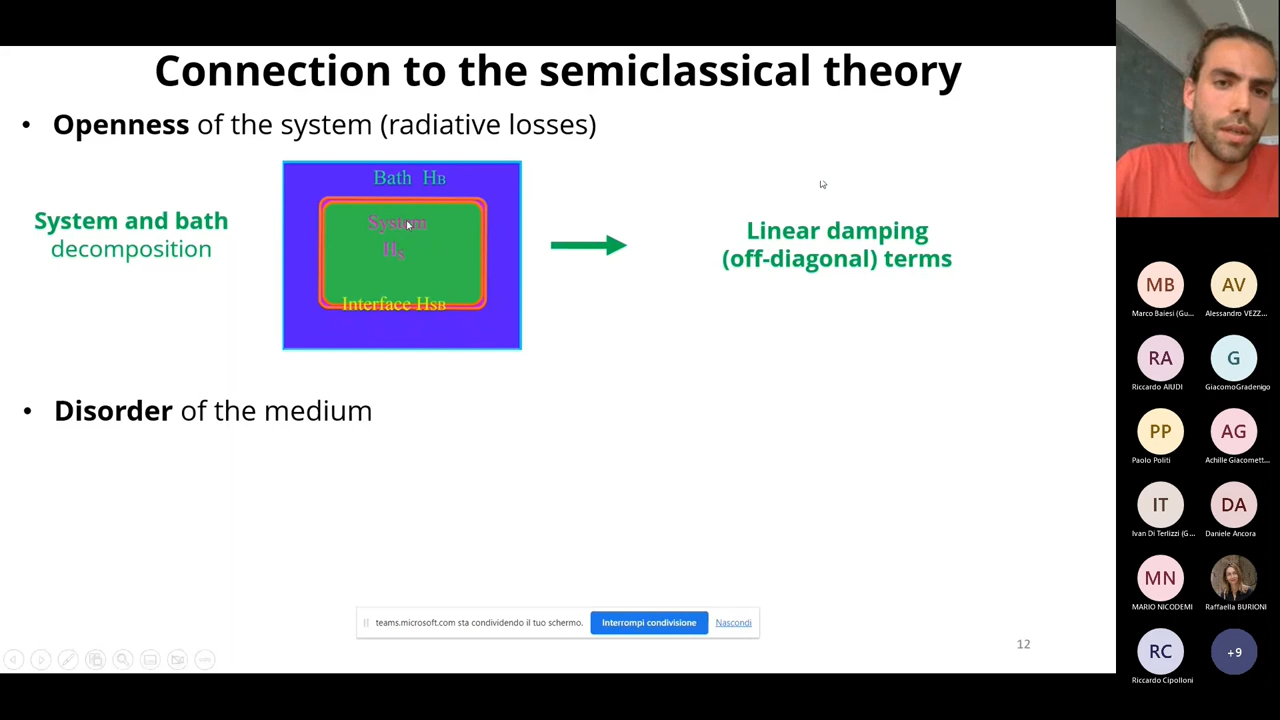 Connection to the semiclassical theory
• Openness of the system (radiative losses)
Bath HB
System and bath
decomposition
System
HS
Interface HSB
Linear damping
(off-diagonal) terms
• Disorder of the medium
teams.microsoft.com sta condividendo il tuo schermo.
Interrompi condivisione
Nascondi
12
MB
Marco Baiesi (Gu...
AV
Alessandro VEZZ...
RA
Riccardo AIUDI
G
GiacomoGradenigo
PP
Paolo Politi
AG
Achille Giacomett...
IT
Ivan Di Terlizzi (G...
DA
Daniele Ancora
MN
MARIO NICODEMI
Raffaella BURIONI
RC
Riccardo Cipolloni
+9